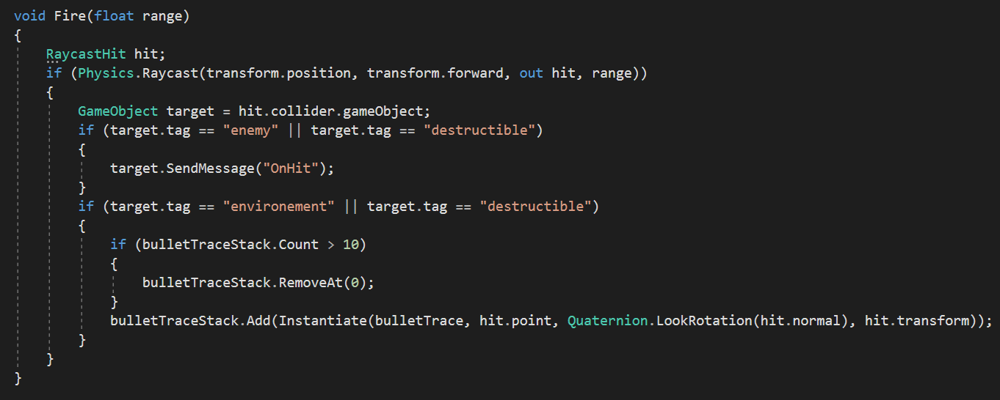 void Fire(float range)
{
    RaycastHit hit;
    if (Physics.Raycast(transform.position, transform.forward, out hit, range))
    {
        GameObject target = hit.collider.gameObject;
        if (target.tag == "enemy" || target.tag == "destructible")
        {
            target.SendMessage("OnHit");
        }
        if (target.tag == "environement" || target.tag == "destructible")
        {
            if (bulletTraceStack.Count > 10)
            {
                bulletTraceStack.RemoveAt(0);
            }
            bulletTraceStack.Add(Instantiate(bulletTrace, hit.point, Quaternion.LookRotation(hit.normal), hit.transform));
        }
    }
}